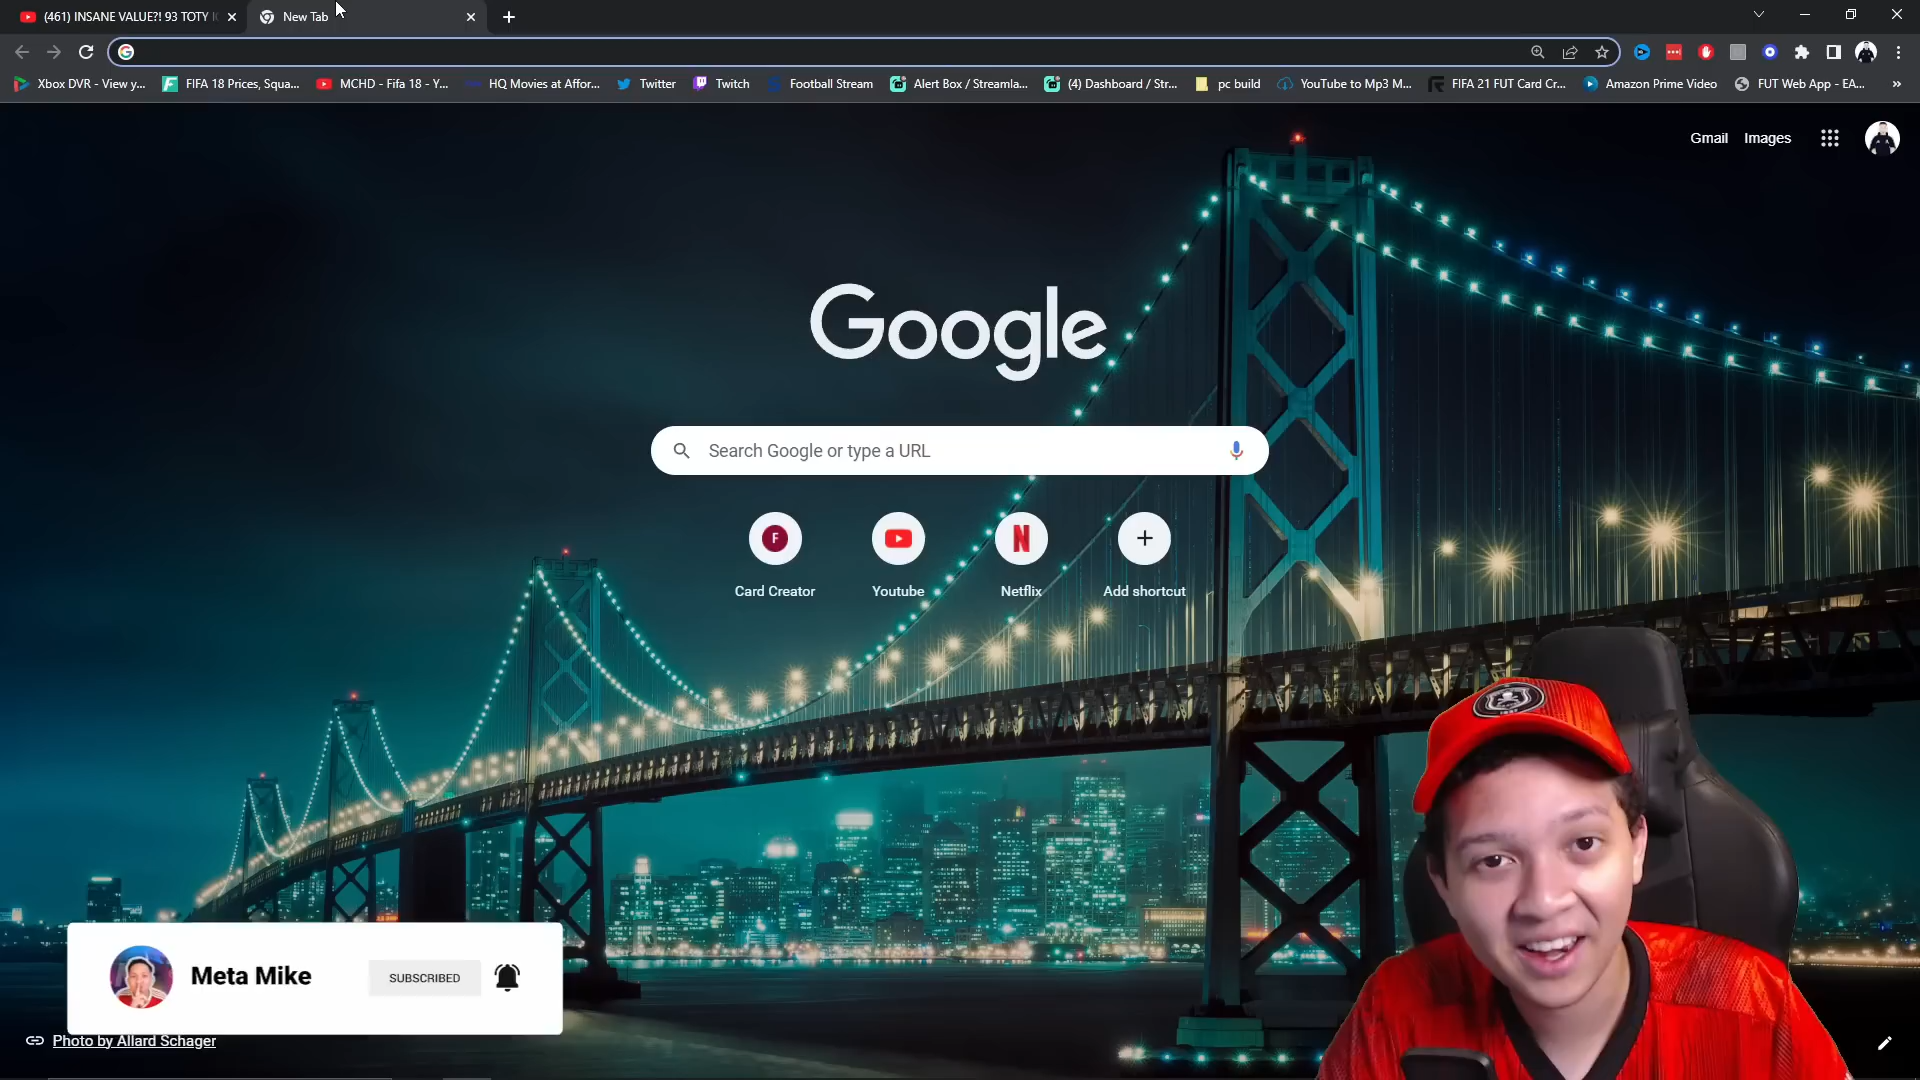 (461) INSANE VALUE?! 93 TOTY
New Tab
Xbox DVR - View y...
FIFA 18 Prices, Squa...
MCHD - Fifa 18 - Y...
HQ Movies at Affor...
Twitter
Twitch
Football Stream
Alert Box / Streamla...
(4) Dashboard / Str...
pc build
YouTube to Mp3 M...
FIFA 21 FUT Card Cr...
Amazon Prime Video
FUT Web App - EA...
»
Gmail
Images
Google
Search Google or type a URL
F
N
Card Creator
Youtube
Netflix
Add shortcut
Meta Mike
SUBSCRIBED
Photo by Allard Schager